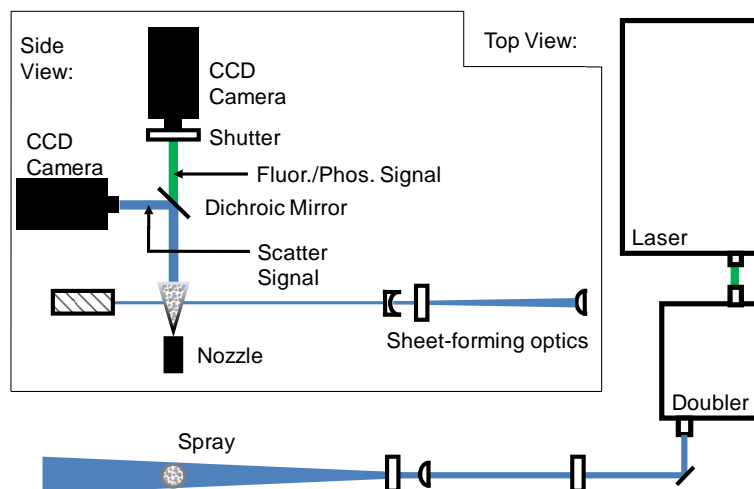 Side
View:
CCD
Camera
Top View:
CCD
Camera
Shutter
Fluor./Phos. Signal
Dichroic Mirror
Scatter
Signal
Laser
Sheet-forming optics
Nozzle
Doubler
Spray